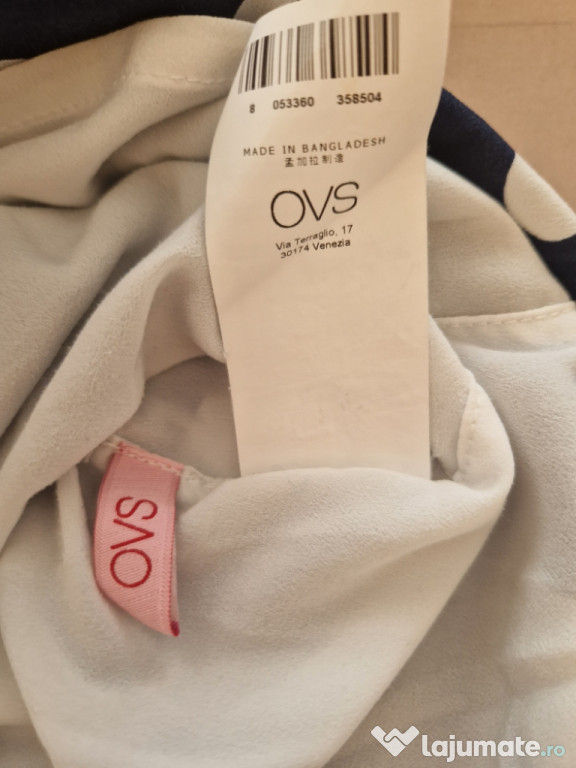 8 053360 358504
MADE IN BANGLADESH
孟加拉制造
OVS
Via Terraglio, 17
30174 Venezia
OVS
lajumate.ro